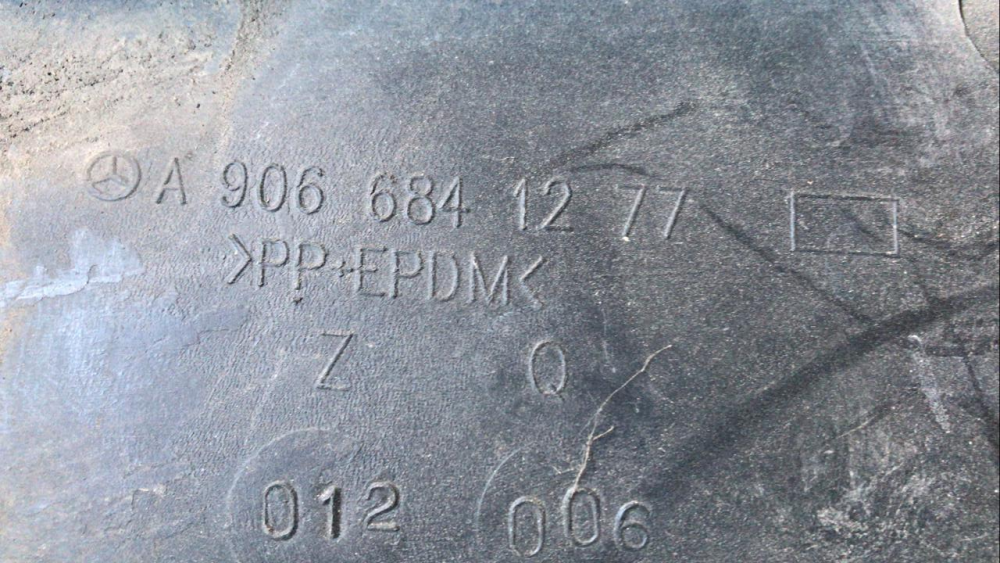 A 906 684 12 77
>PP+EPDM<
Z Q
012 006